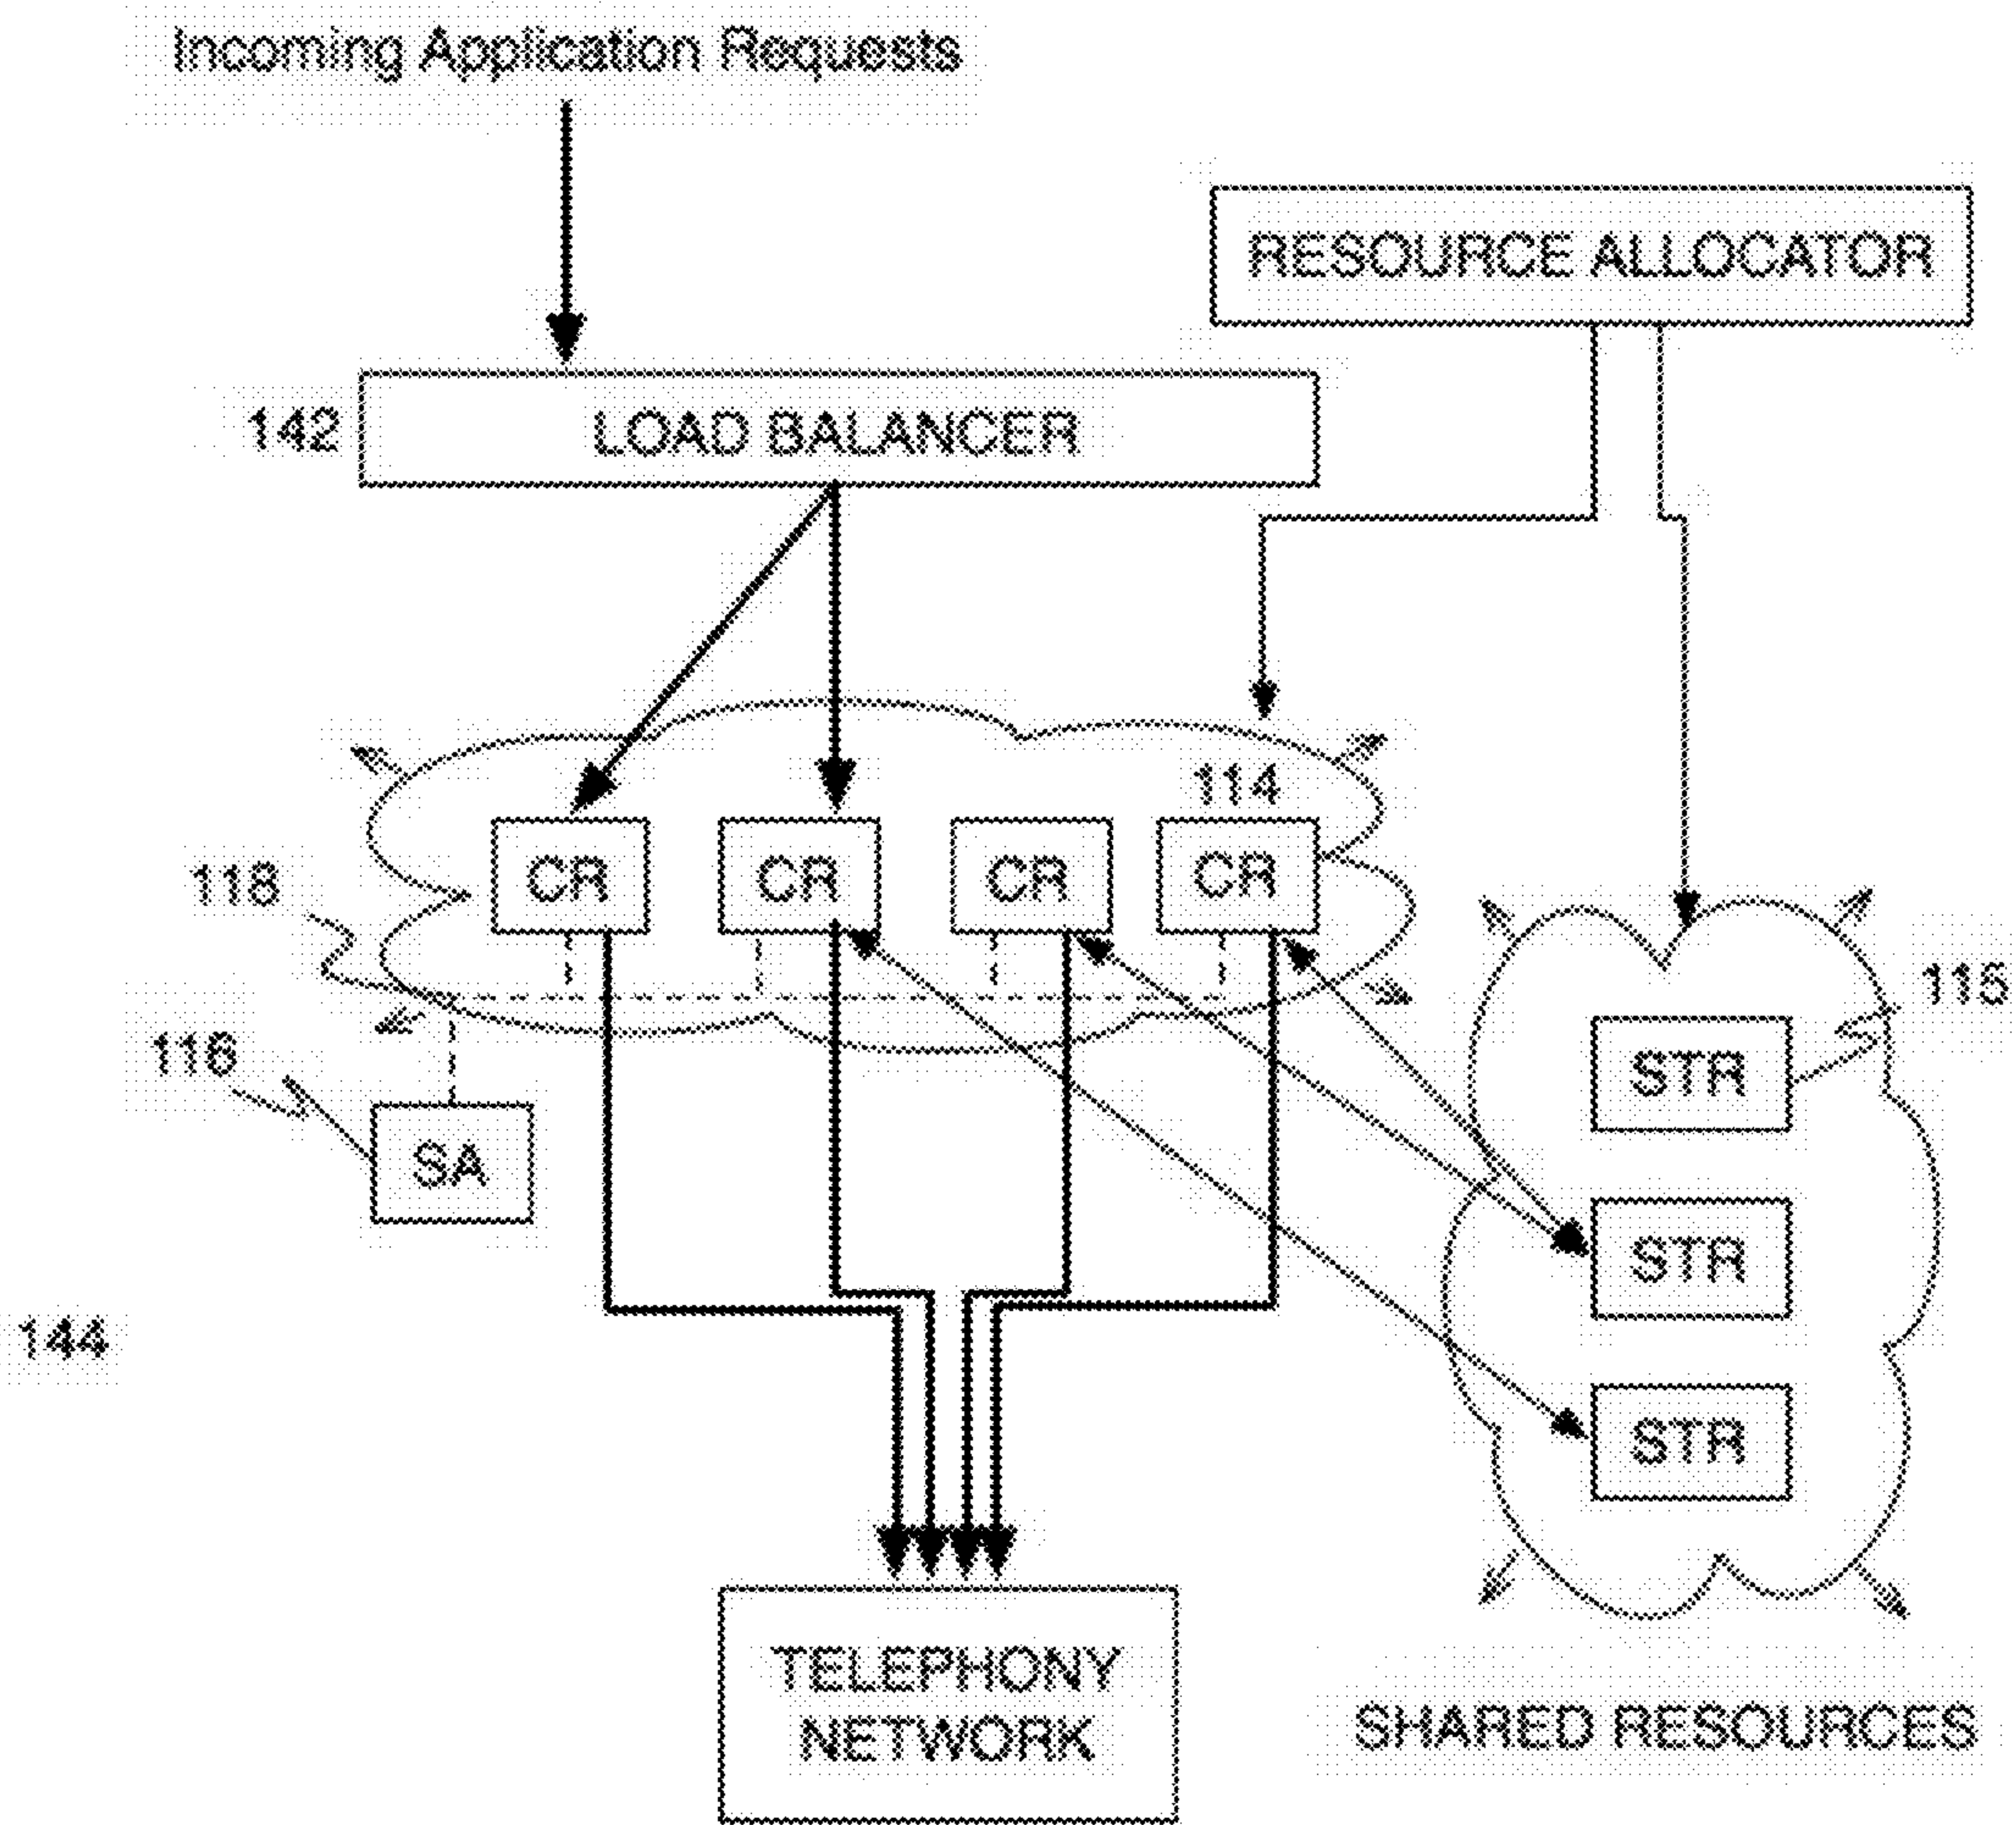 Incoming Application Requests
RESOURCE ALLOCATOR
142
LOAD BALANCER
114
CR
CR
CR
CR
118
115
STR
116
SA
STR
144
STR
TELEPHONY
NETWORK
SHARED RESOURCES